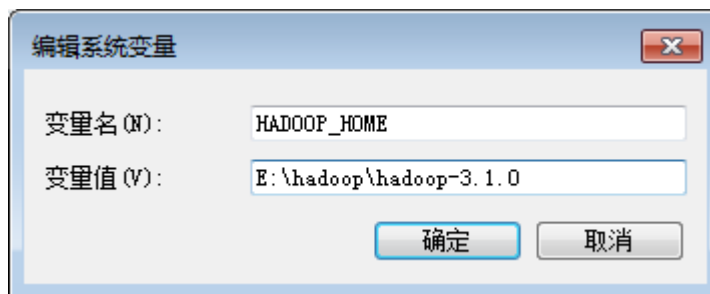 编辑系统变量
变量名(N): HADOOP_HOME
变量值(V): E:\hadoop\hadoop-3.1.0
确定 取消